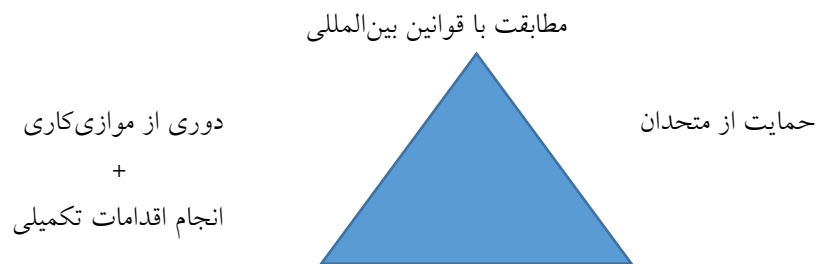 مطابقت با قوانین بین‌المللی
حمایت از متحدان
دوری از موازی‌کاری
+
انجام اقدامات تکمیلی